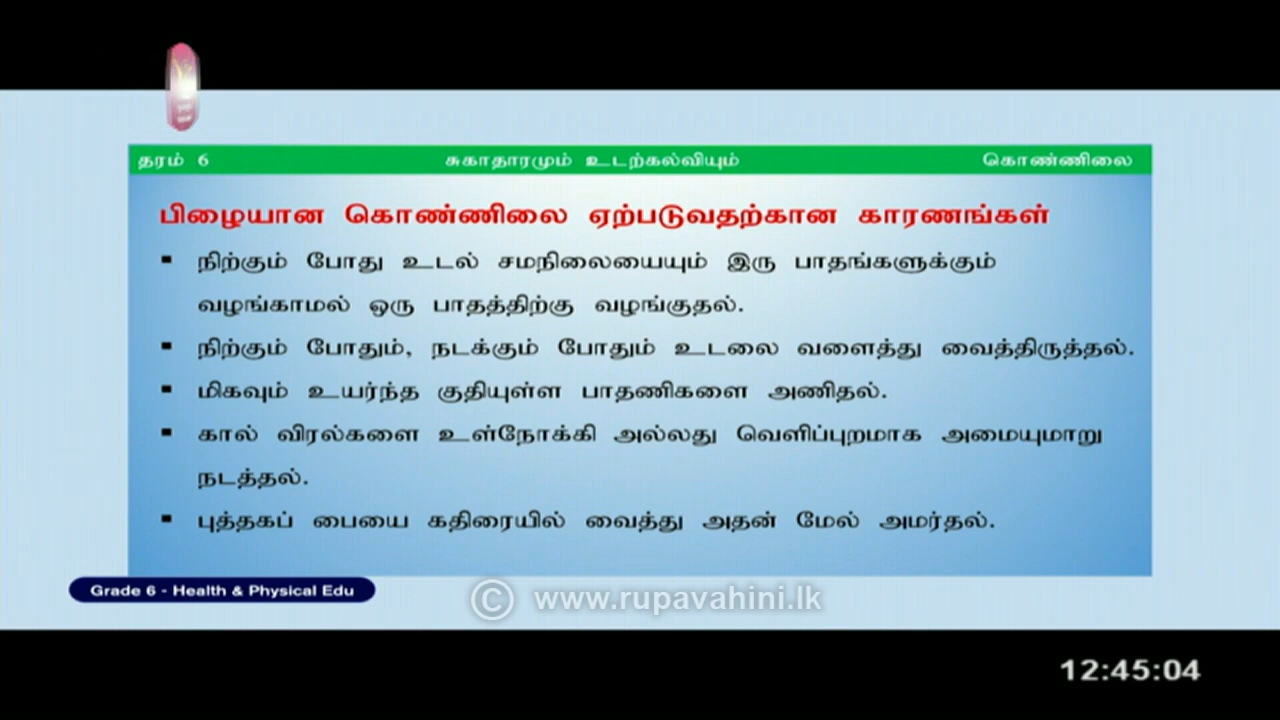 தரம் 6 சுகாதாரமும் உடற்கல்வியும் கொண்ணிலை
பிழையான கொண்ணிலை ஏற்படுவதற்கான காரணங்கள்
▪ நிற்கும் போது உடல் சமநிலையையும் இரு பாதங்களுக்கும்
வழங்காமல் ஒரு பாதத்திற்கு வழங்குதல்.
▪ நிற்கும் போதும், நடக்கும் போதும் உடலை வளைத்து வைத்திருத்தல்.
▪ மிகவும் உயர்ந்த குதியுள்ள பாதணிகளை அணிதல்.
▪ கால் விரல்களை உள்நோக்கி அல்லது வெளிப்புறமாக அமையுமாறு
நடத்தல்.
▪ புத்தகப் பையை கதிரையில் வைத்து அதன் மேல் அமர்தல்.
Grade 6 - Health & Physical Edu
© www.rupavahini.lk
12:45:04